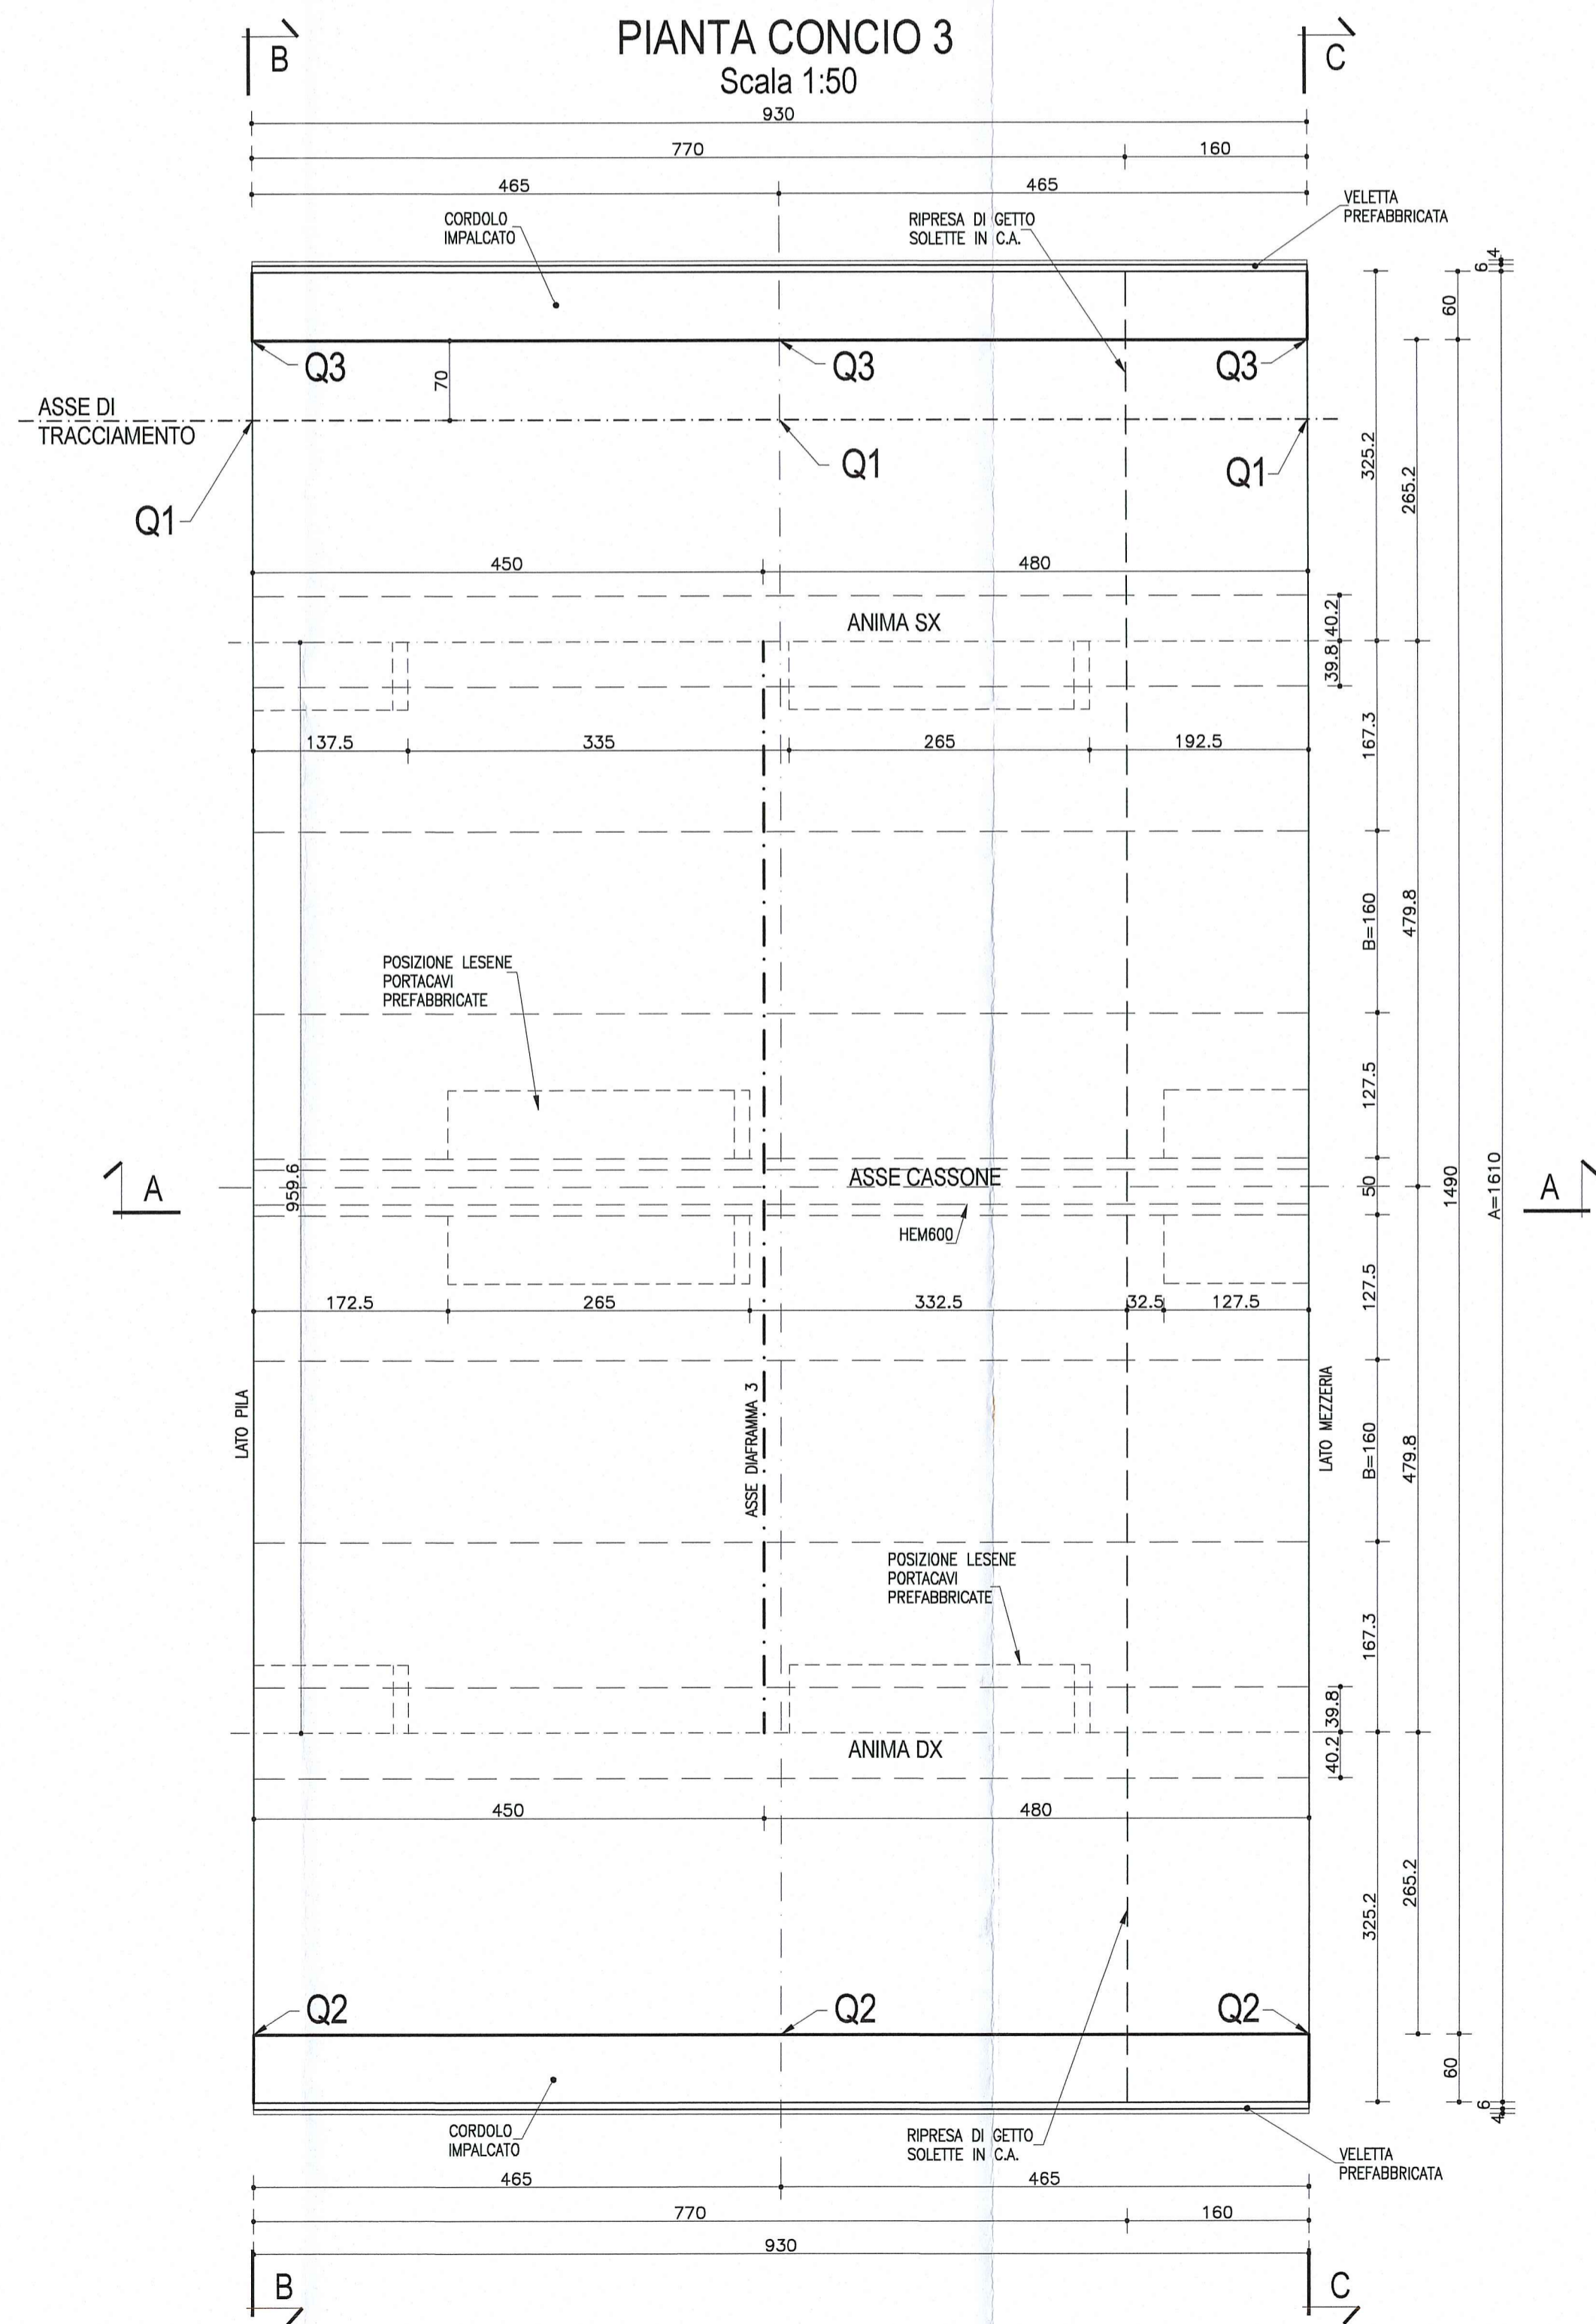 PIANTA CONCIO 3
Scala 1:50
B
C
930
770
160
465
465
CORDOLO
IMPALCATO
RIPRESA DI GETTO
SOLETTE IN C.A.
VELETTA
PREFABBRICATA
4
6
60
Q3
Q3
Q3
70
ASSE DI
TRACCIAMENTO
Q1
Q1
Q1
325.2
265.2
450
480
ANIMA SX
40.2
39.8
137.5
335
265
192.5
167.3
B=160
479.8
POSIZIONE LESENE
PORTACAVI
PREFABBRICATE
127.5
A
959.6
ASSE CASSONE
50
1490
A=1610
A
HEM600
127.5
172.5
265
332.5
32.5
127.5
LATO PILA
ASSE DIAFRAMMA 3
LATO MEZZERIA
B=160
479.8
POSIZIONE LESENE
PORTACAVI
PREFABBRICATE
167.3
39.8
40.2
ANIMA DX
450
480
325.2
265.2
Q2
Q2
Q2
60
6
4
CORDOLO
IMPALCATO
RIPRESA DI GETTO
SOLETTE IN C.A.
VELETTA
PREFABBRICATA
465
465
770
160
930
B
C